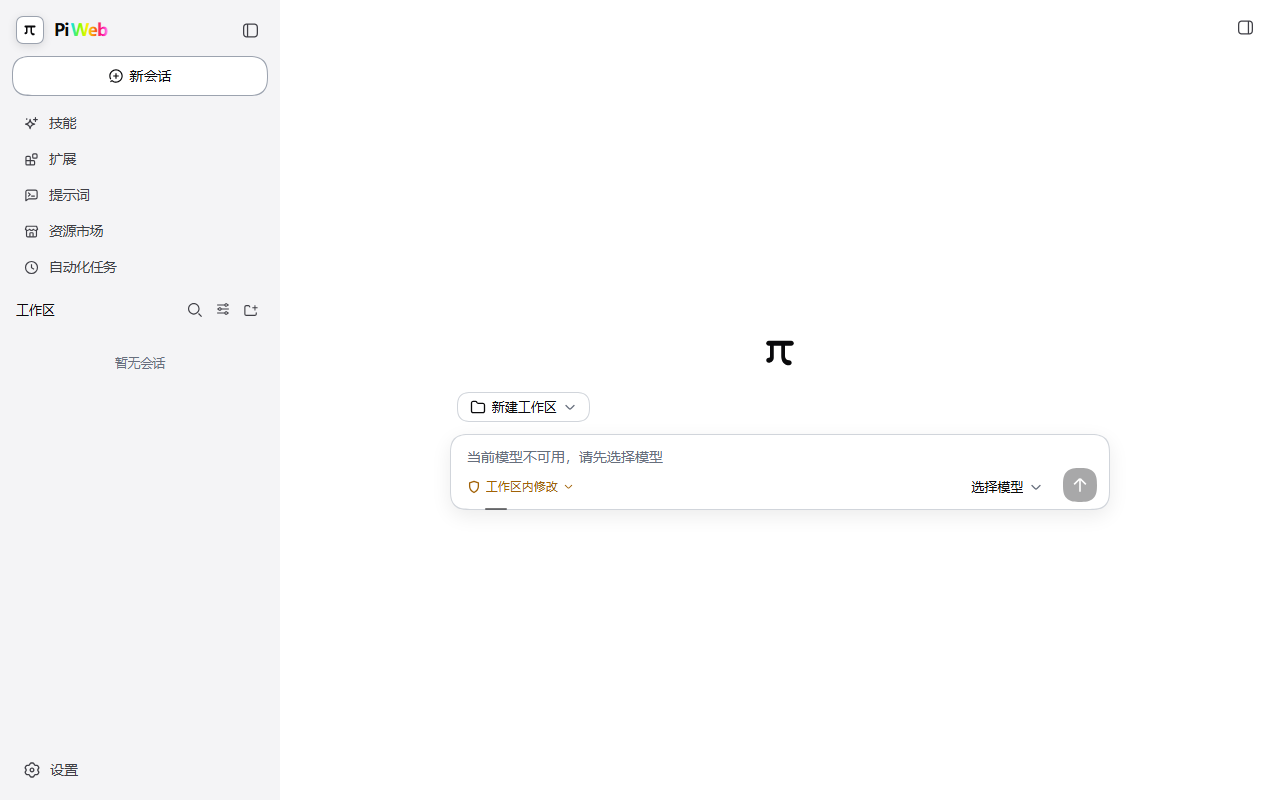 π PiWeb
新会话
技能
扩展
提示词
资源市场
自动化任务
工作区
暂无会话
设置
π
新建工作区
当前模型不可用，请先选择模型
工作区内修改
选择模型